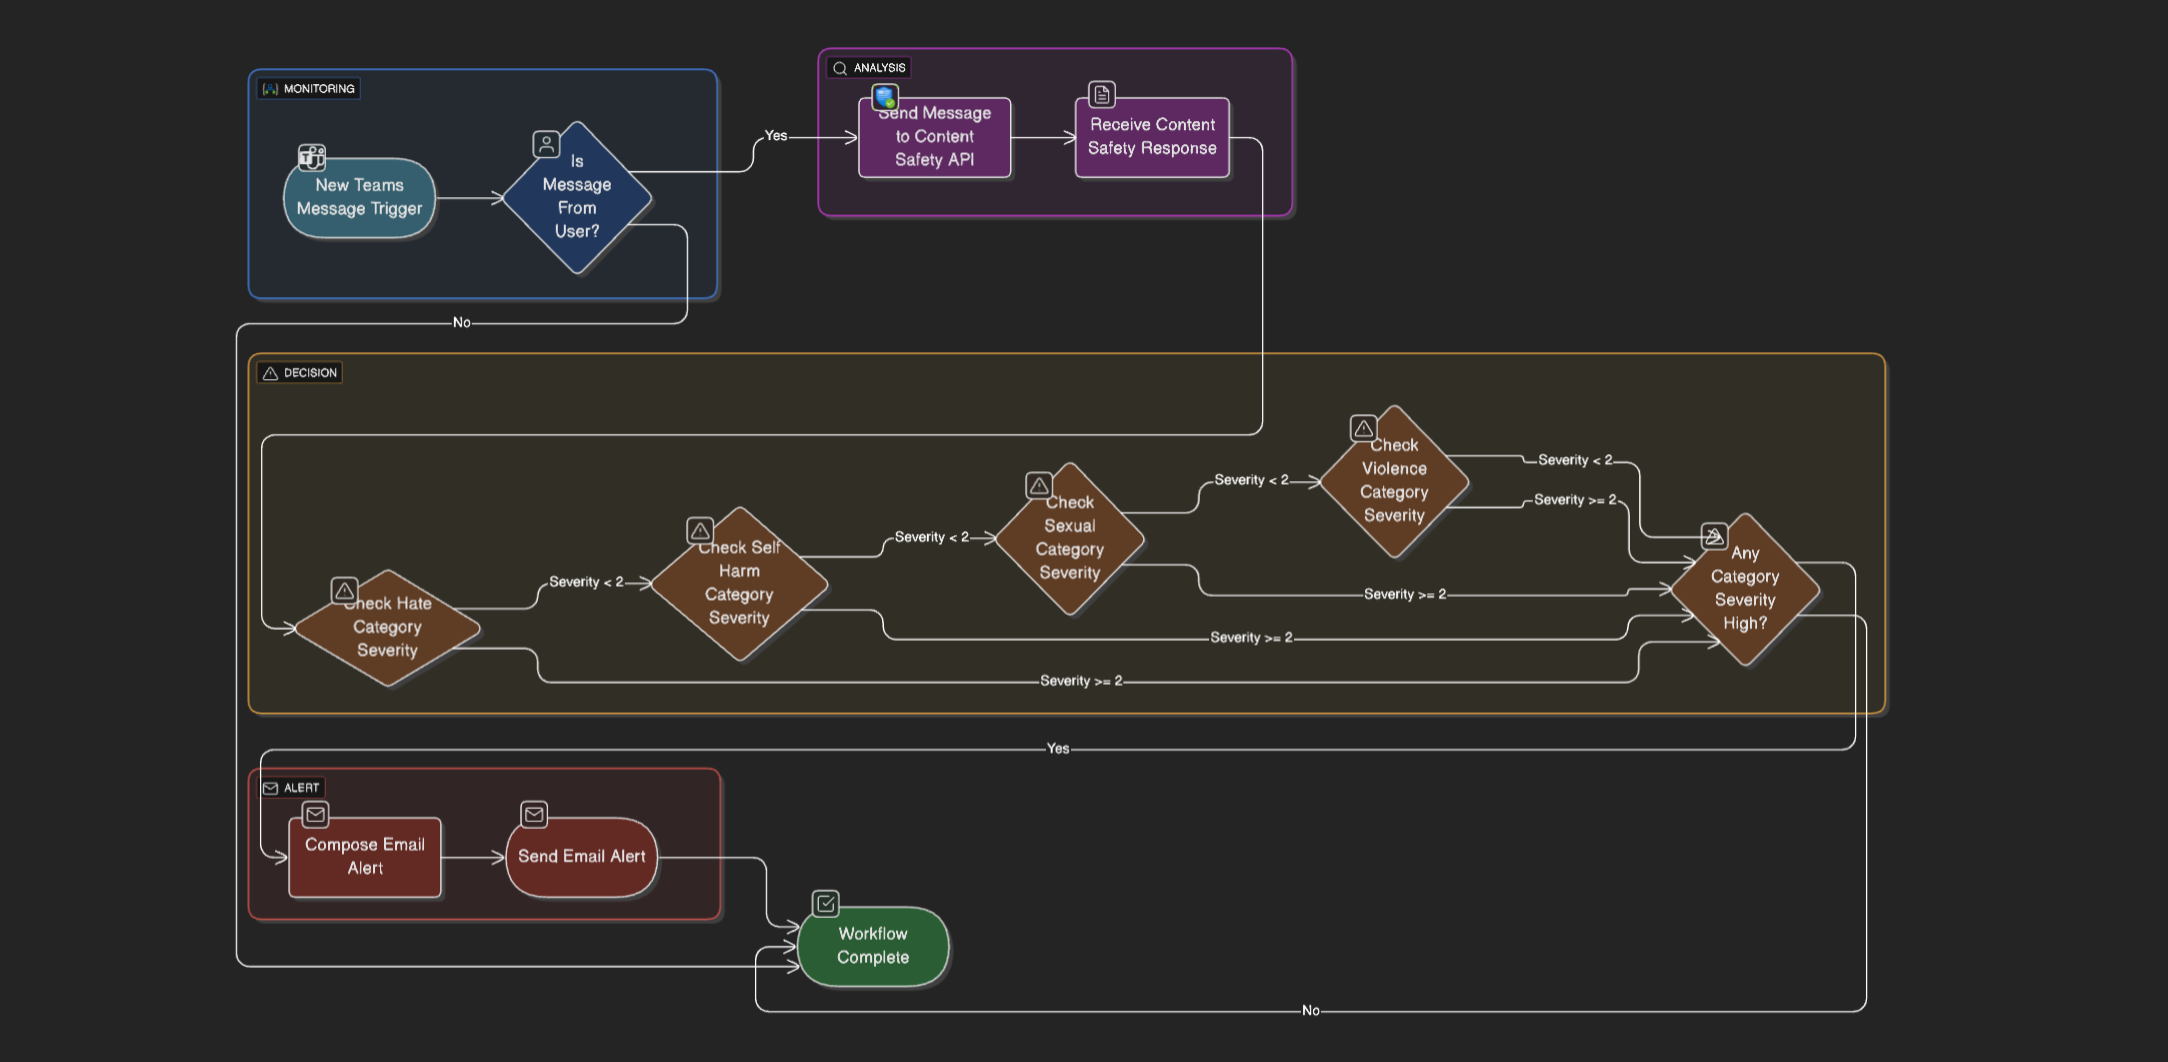 MONITORING
New Teams
Message Trigger
Is
Message
From
User?
Yes
No
ANALYSIS
Send Message
to Content
Safety API
Receive Content
Safety Response
DECISION
Check Hate
Category
Severity
Severity < 2
Severity >= 2
Check Self
Harm
Category
Severity
Severity < 2
Severity >= 2
Check
Sexual
Category
Severity
Severity < 2
Severity >= 2
Check
Violence
Category
Severity
Severity < 2
Severity >= 2
Any
Category
Severity
High?
Yes
No
ALERT
Compose Email
Alert
Send Email Alert
Workflow
Complete